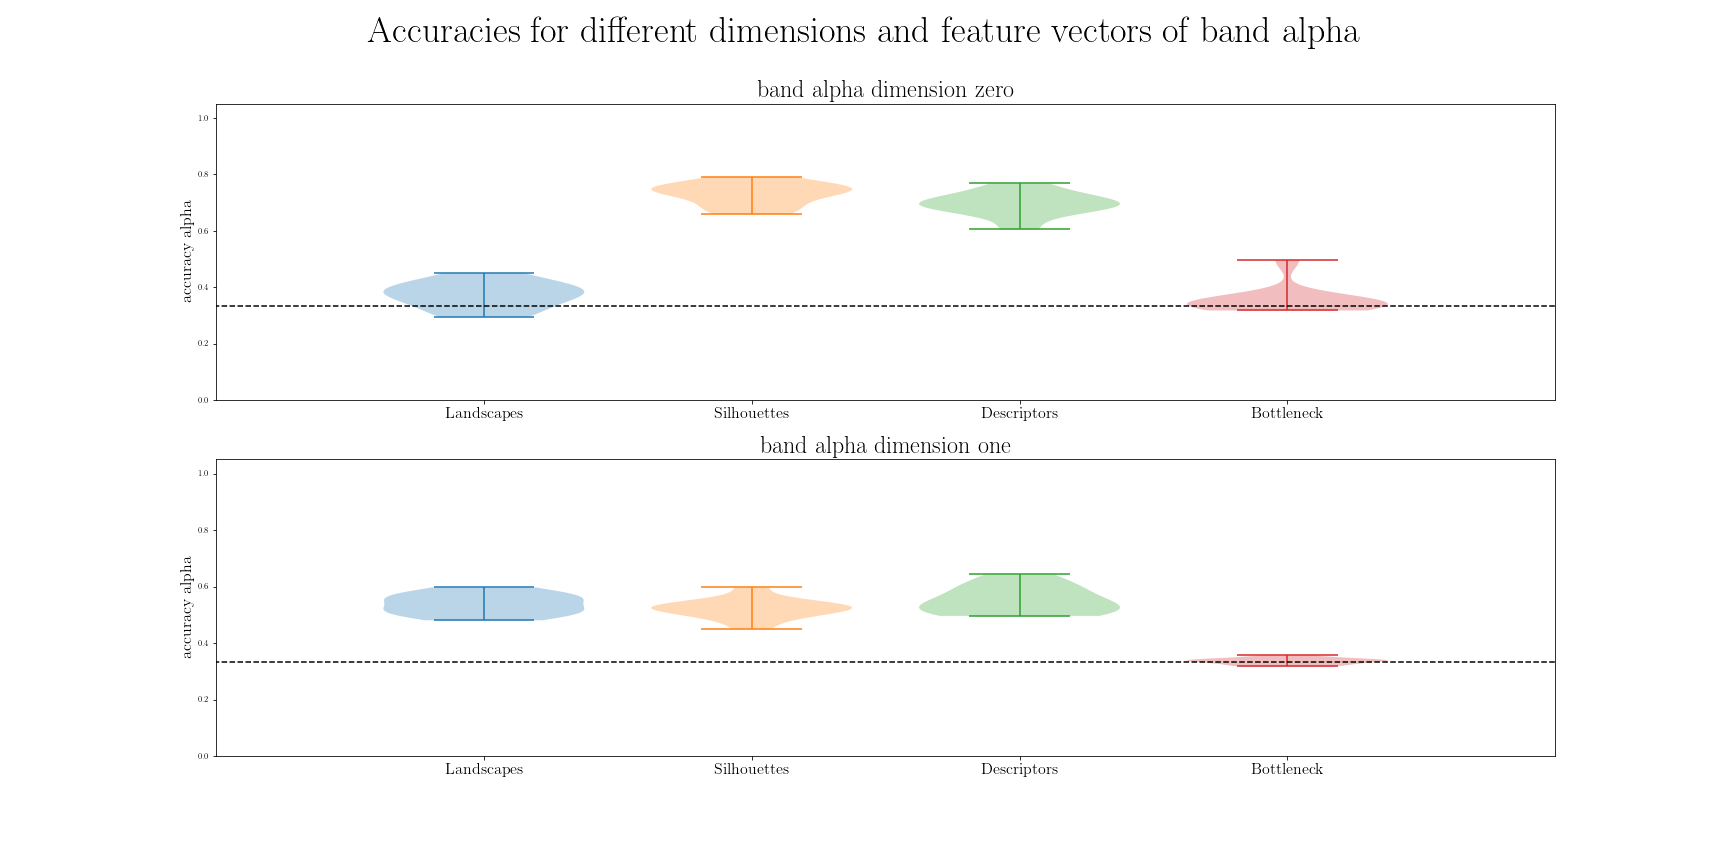 Accuracies for different dimensions and feature vectors of band alpha
band alpha dimension zero
1.0
0.8
0.6
0.4
0.2
0.0
accuracy alpha
Landscapes Silhouettes Descriptors Bottleneck
band alpha dimension one
1.0
0.8
0.6
0.4
0.2
0.0
accuracy alpha
Landscapes Silhouettes Descriptors Bottleneck